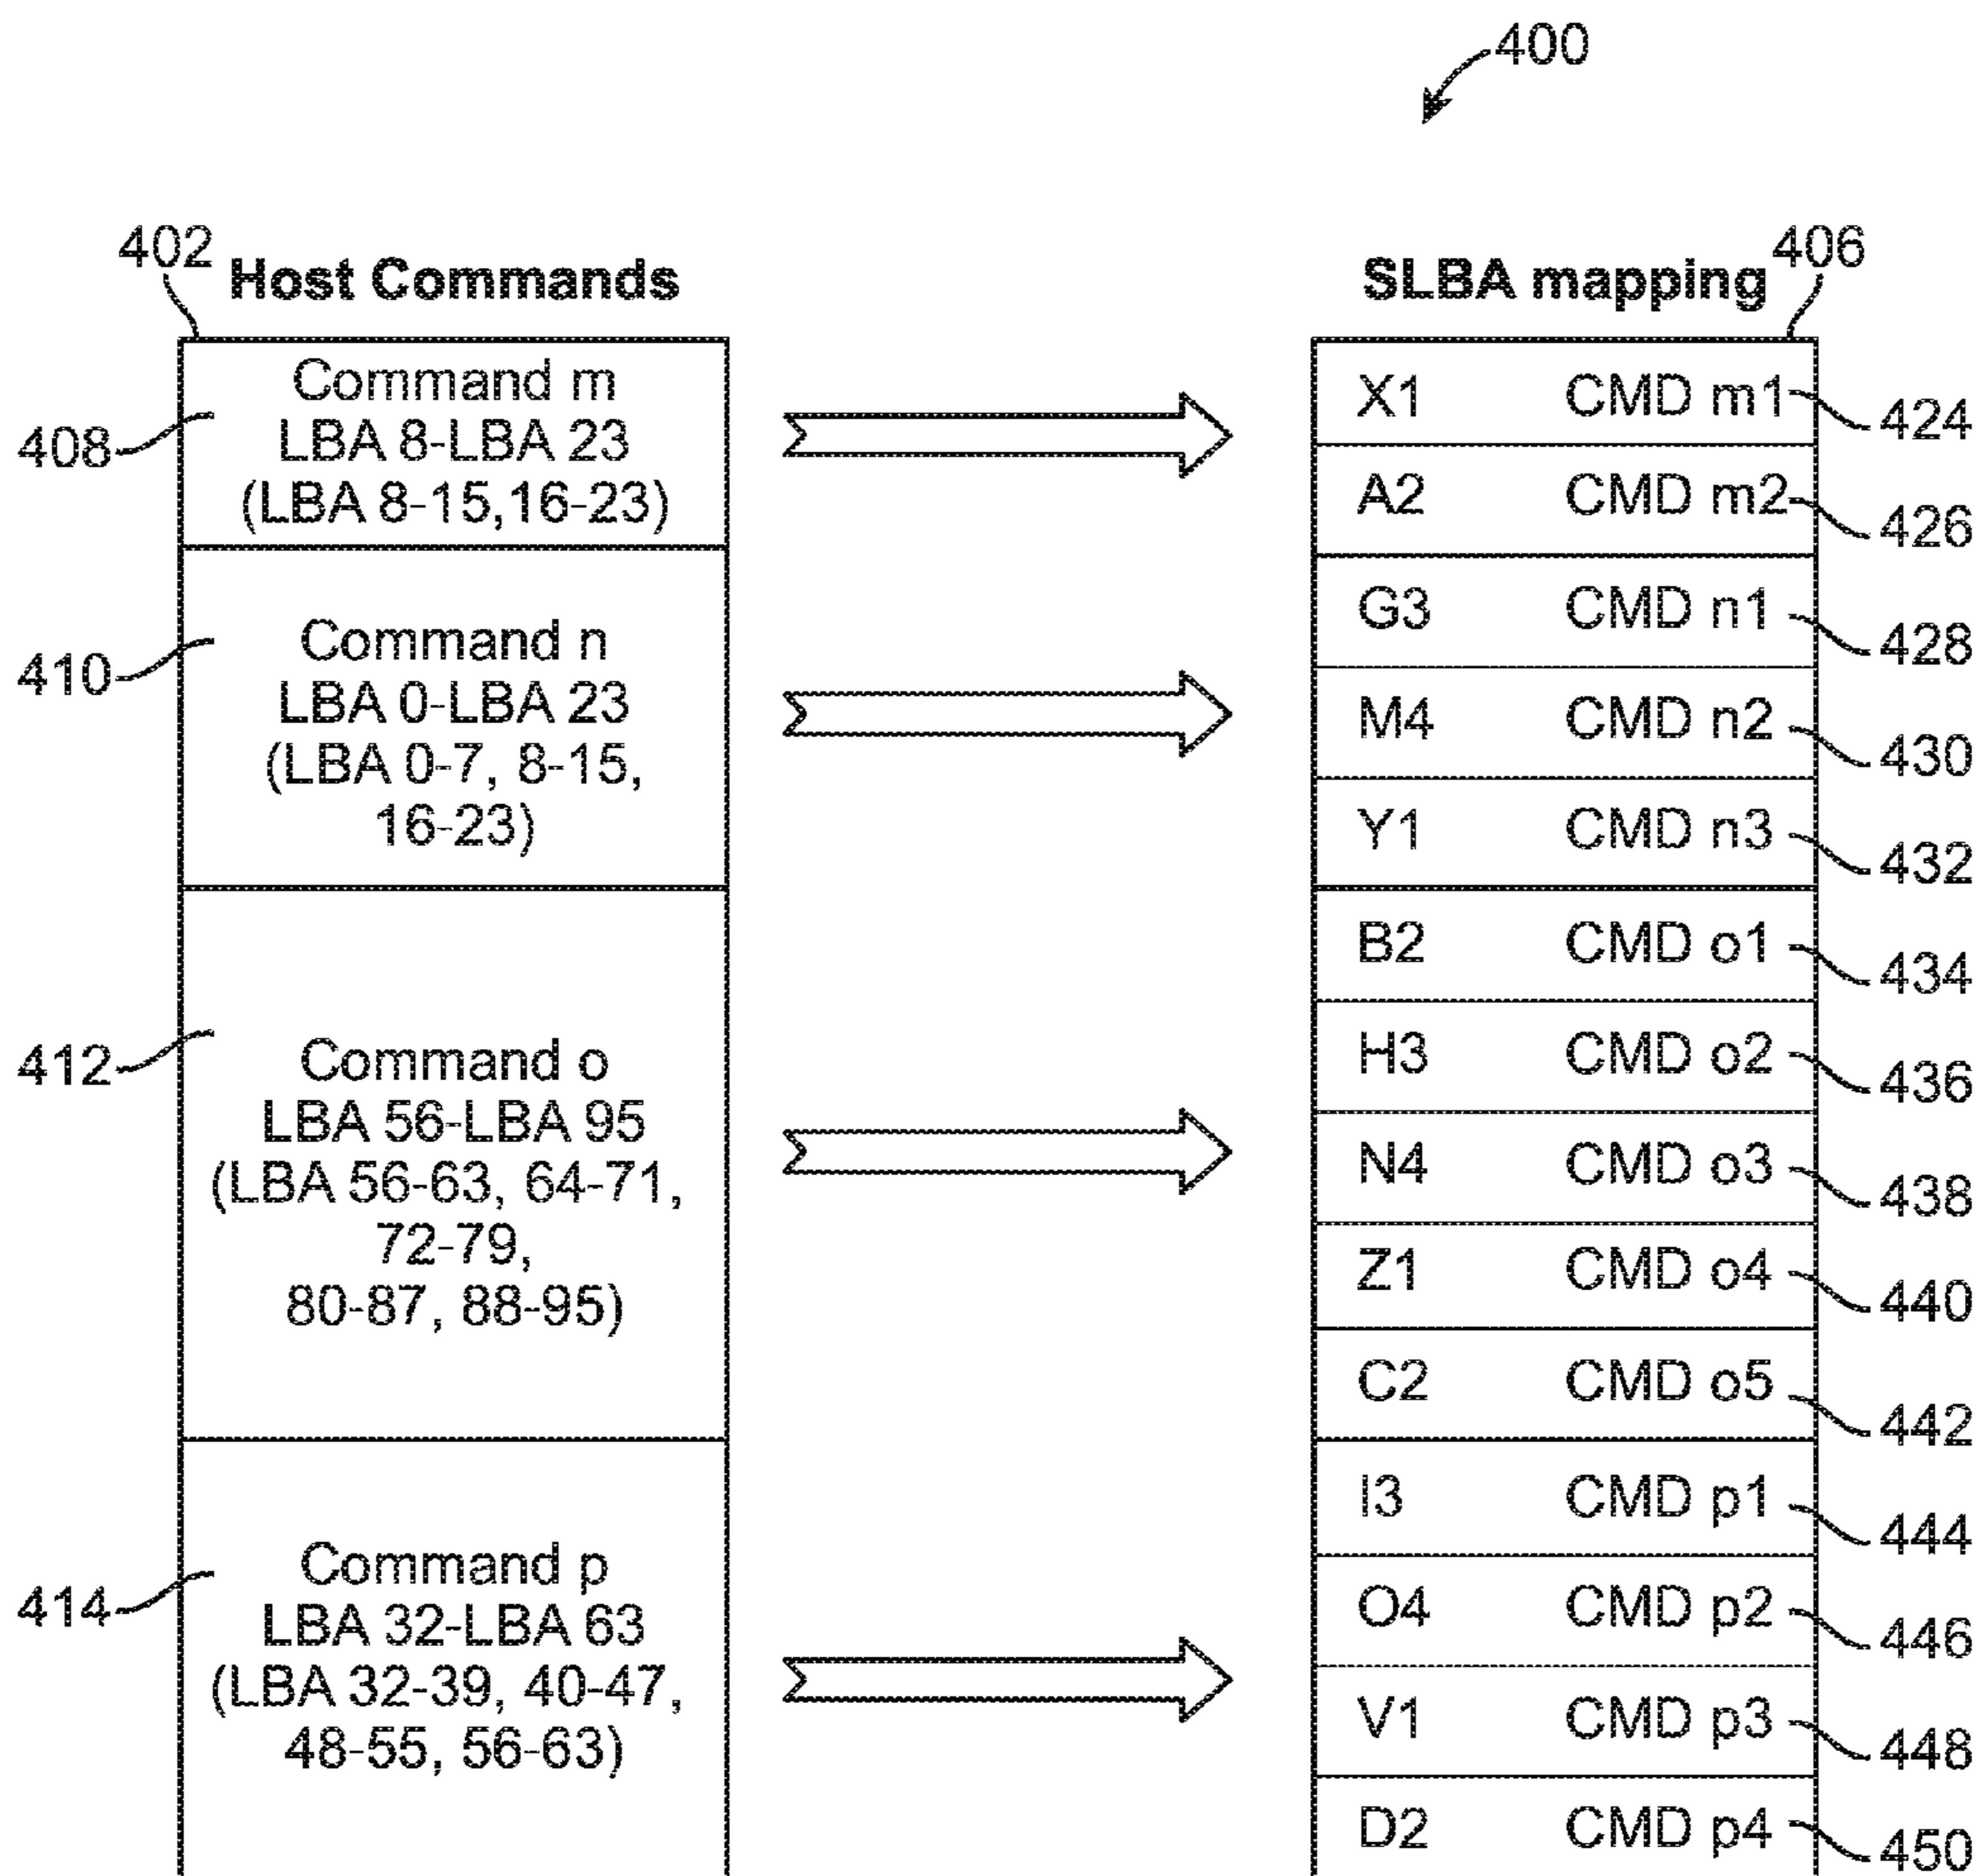 400
402 Host Commands
SLBA mapping 406
408
Command m
LBA 8-LBA 23
(LBA 8-15,16-23)
410
Command n
LBA 0-LBA 23
(LBA 0-7, 8-15,
16-23)
412
Command o
LBA 56-LBA 95
(LBA 56-63, 64-71,
72-79,
80-87, 88-95)
414
Command p
LBA 32-LBA 63
(LBA 32-39, 40-47,
48-55, 56-63)
X1 CMD m1 424
A2 CMD m2 426
G3 CMD n1 428
M4 CMD n2 430
Y1 CMD n3 432
B2 CMD o1 434
H3 CMD o2 436
N4 CMD o3 438
Z1 CMD o4 440
C2 CMD o5 442
I3 CMD p1 444
O4 CMD p2 446
V1 CMD p3 448
D2 CMD p4 450